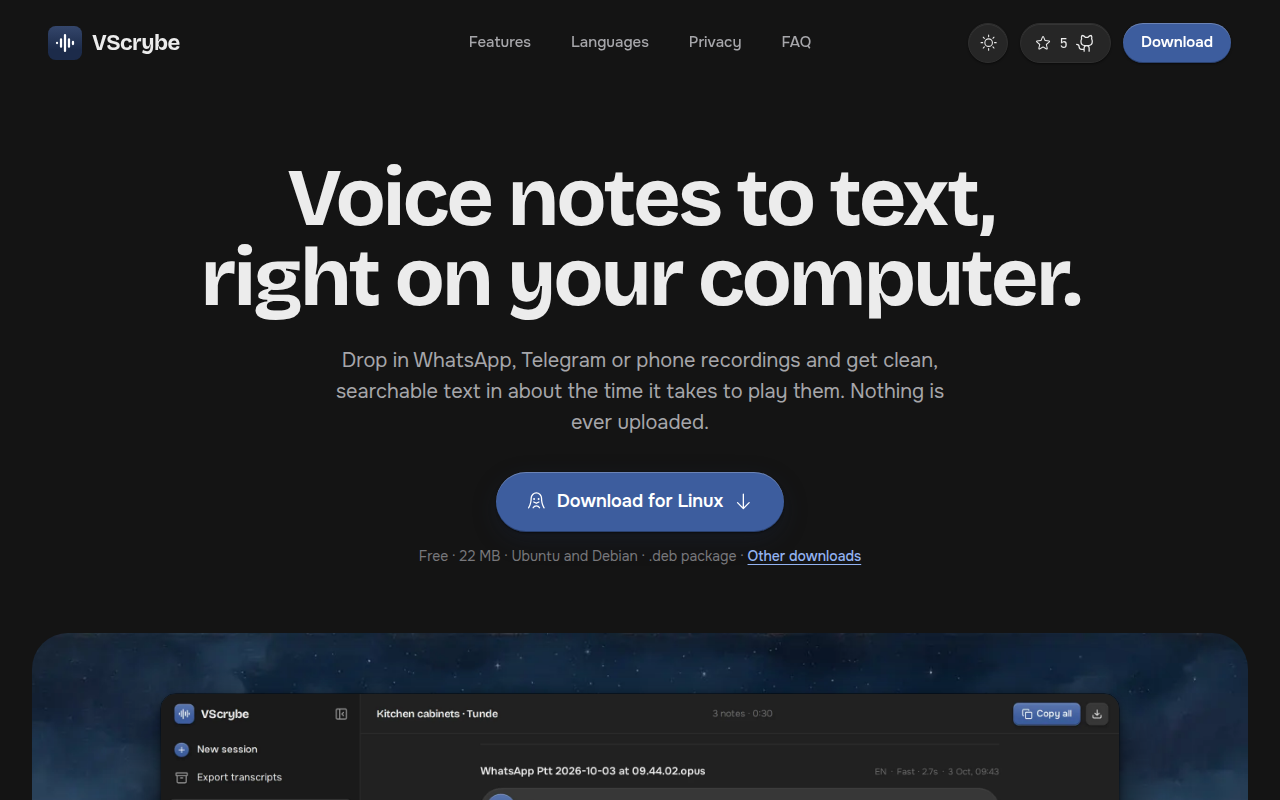 VScrybe
Features
Languages
Privacy
FAQ
5
Download
Voice notes to text,
right on your computer.
Drop in WhatsApp, Telegram or phone recordings and get clean,
searchable text in about the time it takes to play them. Nothing is
ever uploaded.
Download for Linux
Free · 22 MB · Ubuntu and Debian · .deb package · Other downloads
VScrybe
Kitchen cabinets · Tunde
3 notes · 0:30
Copy all
New session
WhatsApp Ptt 2026-10-03 at 09.44.02.opus
EN · Fast · 2.7s · 3 Oct, 09:43
Export transcripts